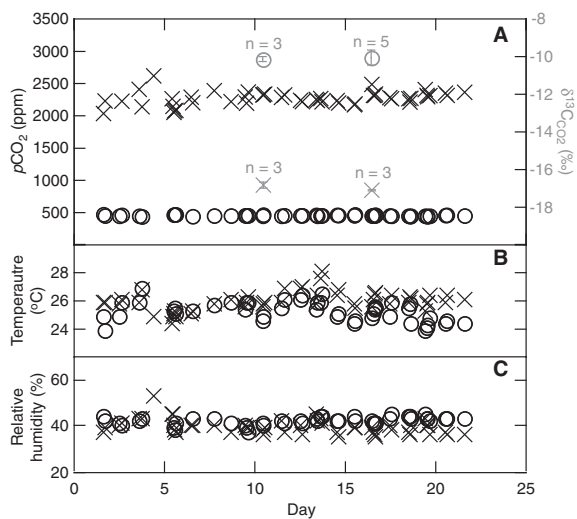 3500
3000
2500
2000
1500
1000
500
pCO2 (ppm)
A
n = 3
n = 5
n = 3
n = 3
-8
-10
-12
-14
-16
-18
δ13CCO2 (‰)
B
28
26
24
Temperautre
(oC)
C
60
40
20
Relative
humidity (%)
0
5
10
15
20
25
Day